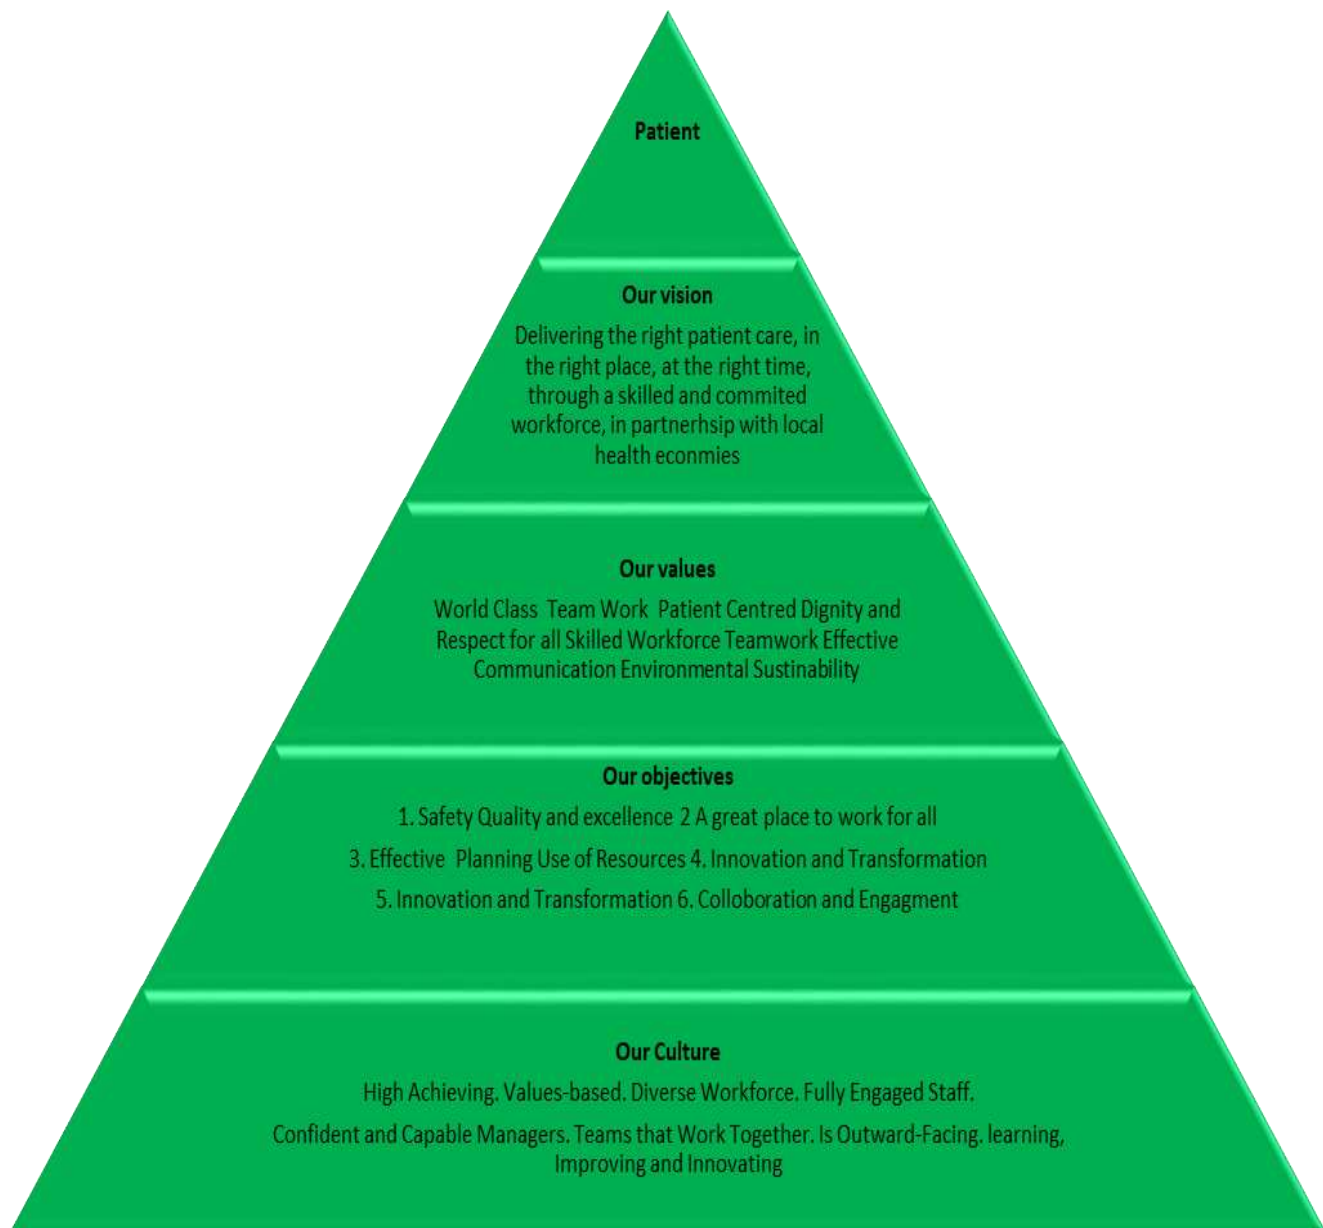 Patient
Our vision
Delivering the right patient care, in
the right place, at the right time,
through a skilled and commited
workforce, in partnerhsip with local
health econmies
Our values
World Class  Team Work  Patient Centred Dignity and
Respect for all Skilled Workforce Teamwork Effective
Communication Environmental Sustinability
Our objectives
1. Safety Quality and excellence 2 A great place to work for all
3. Effective  Planning Use of Resources 4. Innovation and Transformation
5. Innovation and Transformation 6. Colloboration and Engagment
Our Culture
High Achieving. Values-based. Diverse Workforce. Fully Engaged Staff.
Confident and Capable Managers. Teams that Work Together. Is Outward-Facing. learning,
Improving and Innovating